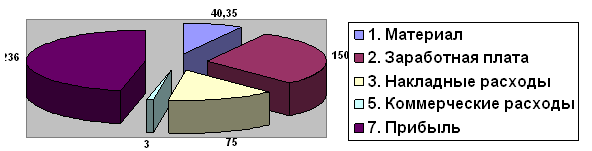 40,35
150
75
3
236
1. Материал
2. Заработная плата
3. Накладные расходы
5. Коммерческие расходы
7. Прибыль